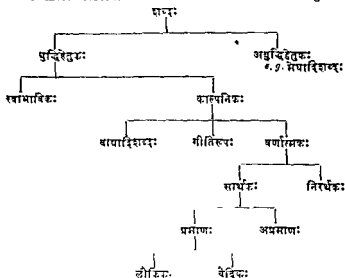 शब्दः
बुद्धिहेतुकः अबुद्धिहेतुकः
e.g. मेघादिशब्दः
स्वाभाविकः काल्पनिकः
वाद्यादिशब्दः गीतिरूपः वर्णात्मकः
सार्थकः निरर्थकः
प्रमाणः अप्रमाणः
लौकिकः वैदिकः